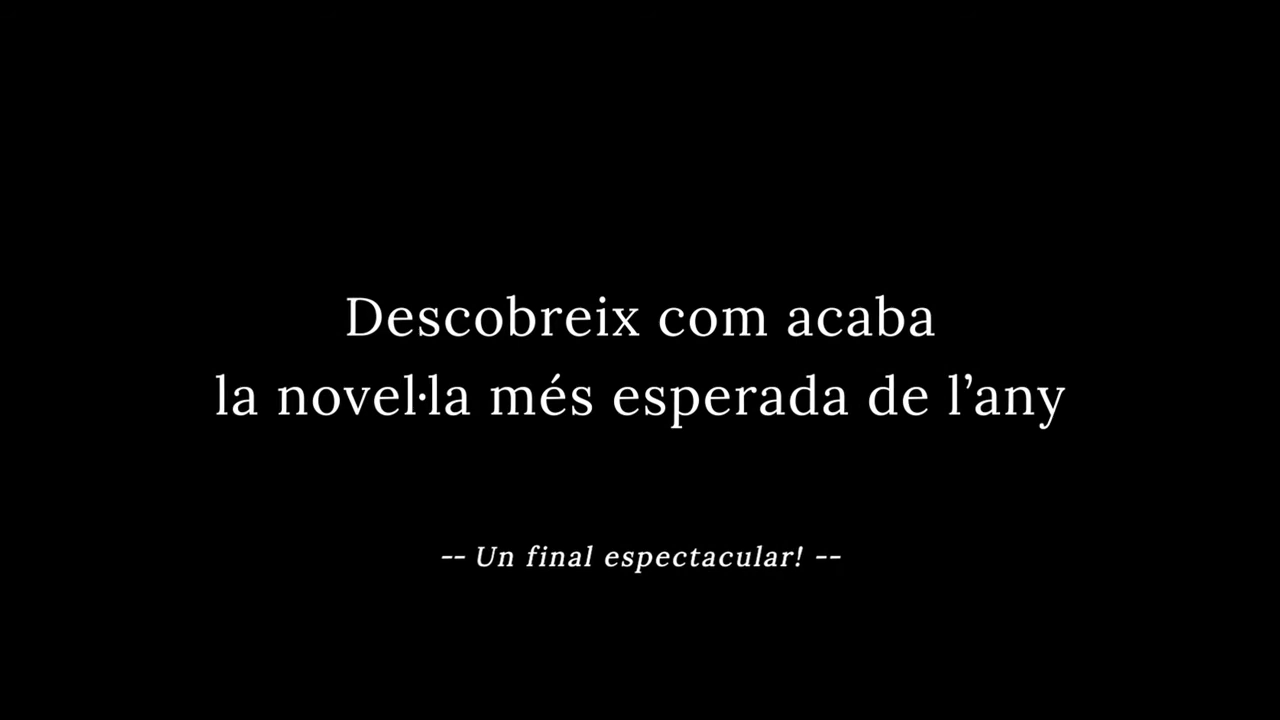 Descobreix com acaba
la novel·la més esperada de l’any
-- Un final espectacular! --